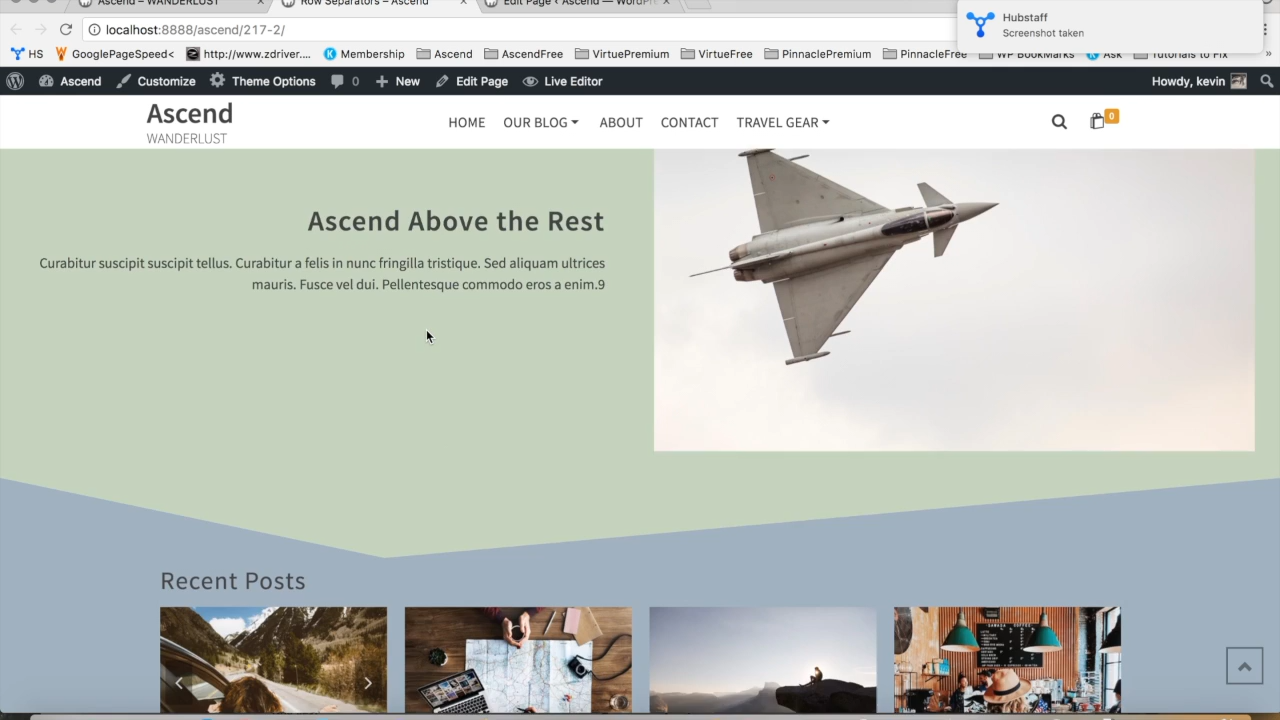 Ascend – WANDERLUST
Row Separators – Ascend
Edit Page ‹ Ascend — WordPr
Hubstaff
Screenshot taken
localhost:8888/ascend/217-2/
HS
GooglePageSpeed<
http://www.zdriver....
Membership
Ascend
AscendFree
VirtuePremium
VirtueFree
PinnaclePremium
PinnacleFree
WP BookMarks
Ask
Tutorials to Fix
»
Ascend
Customize
Theme Options
0
New
Edit Page
Live Editor
Howdy, kevin
Ascend
WANDERLUST
HOME
OUR BLOG
ABOUT
CONTACT
TRAVEL GEAR
0
Ascend Above the Rest
Curabitur suscipit suscipit tellus. Curabitur a felis in nunc fringilla tristique. Sed aliquam ultrices
mauris. Fusce vel dui. Pellentesque commodo eros a enim.9
Recent Posts